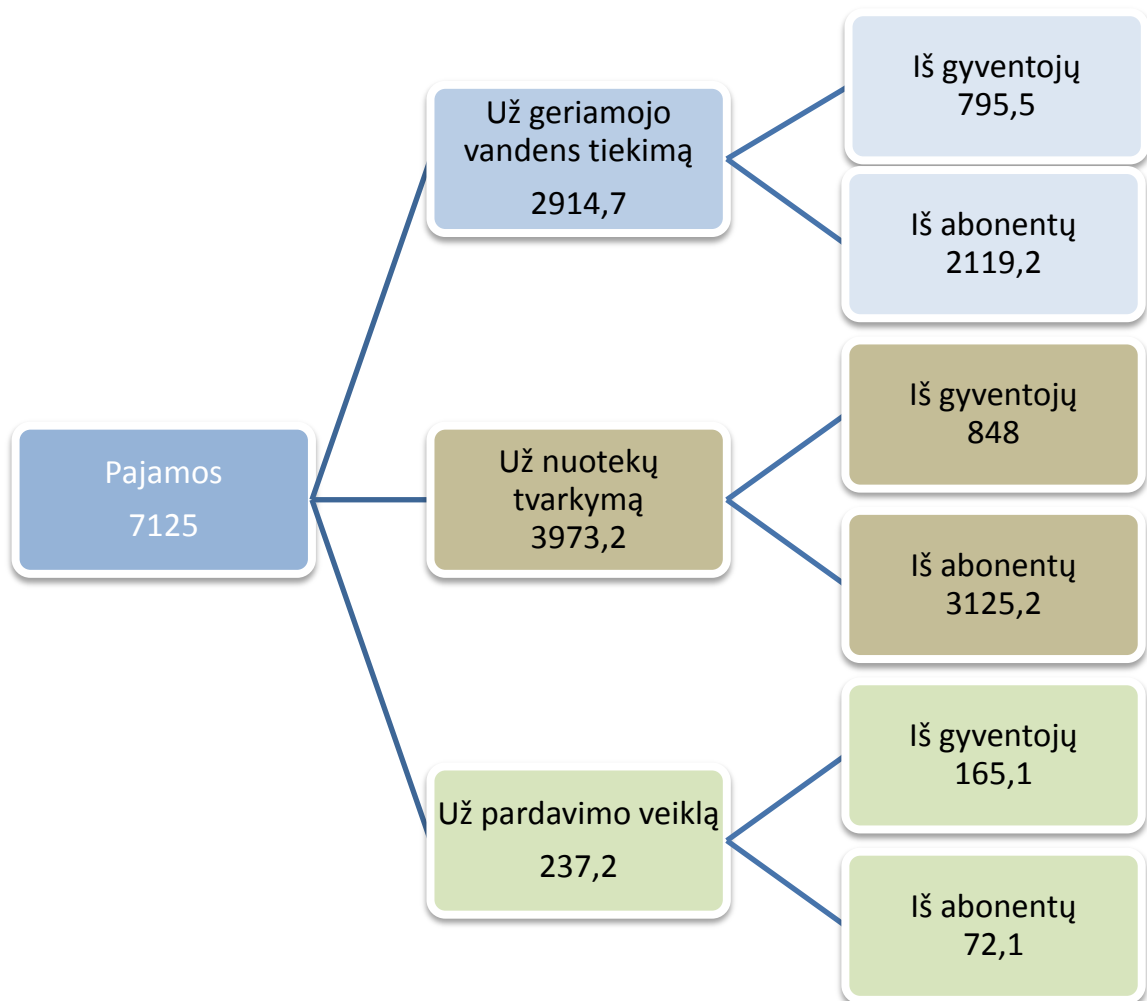 Pajamos
7125
Už geriamojo
vandens tiekimą
2914,7
Iš gyventojų
795,5
Iš abonentų
2119,2
Už nuotekų
tvarkymą
3973,2
Iš gyventojų
848
Iš abonentų
3125,2
Už pardavimo veiklą
237,2
Iš gyventojų
165,1
Iš abonentų
72,1